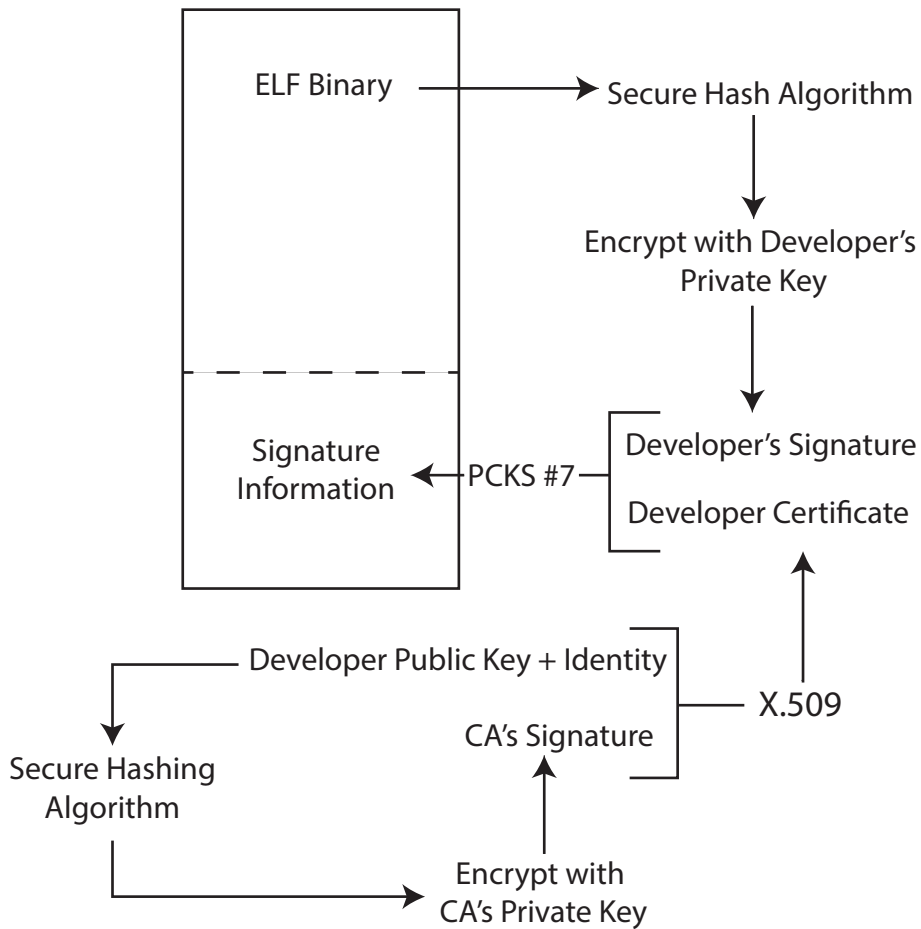 ELF Binary
Secure Hash Algorithm
Encrypt with Developer’s
Private Key
Developer’s Signature
Signature
Information
PCKS #7
Developer Certificate
Developer Public Key + Identity
X.509
CA’s Signature
Secure Hashing
Algorithm
Encrypt with
CA’s Private Key